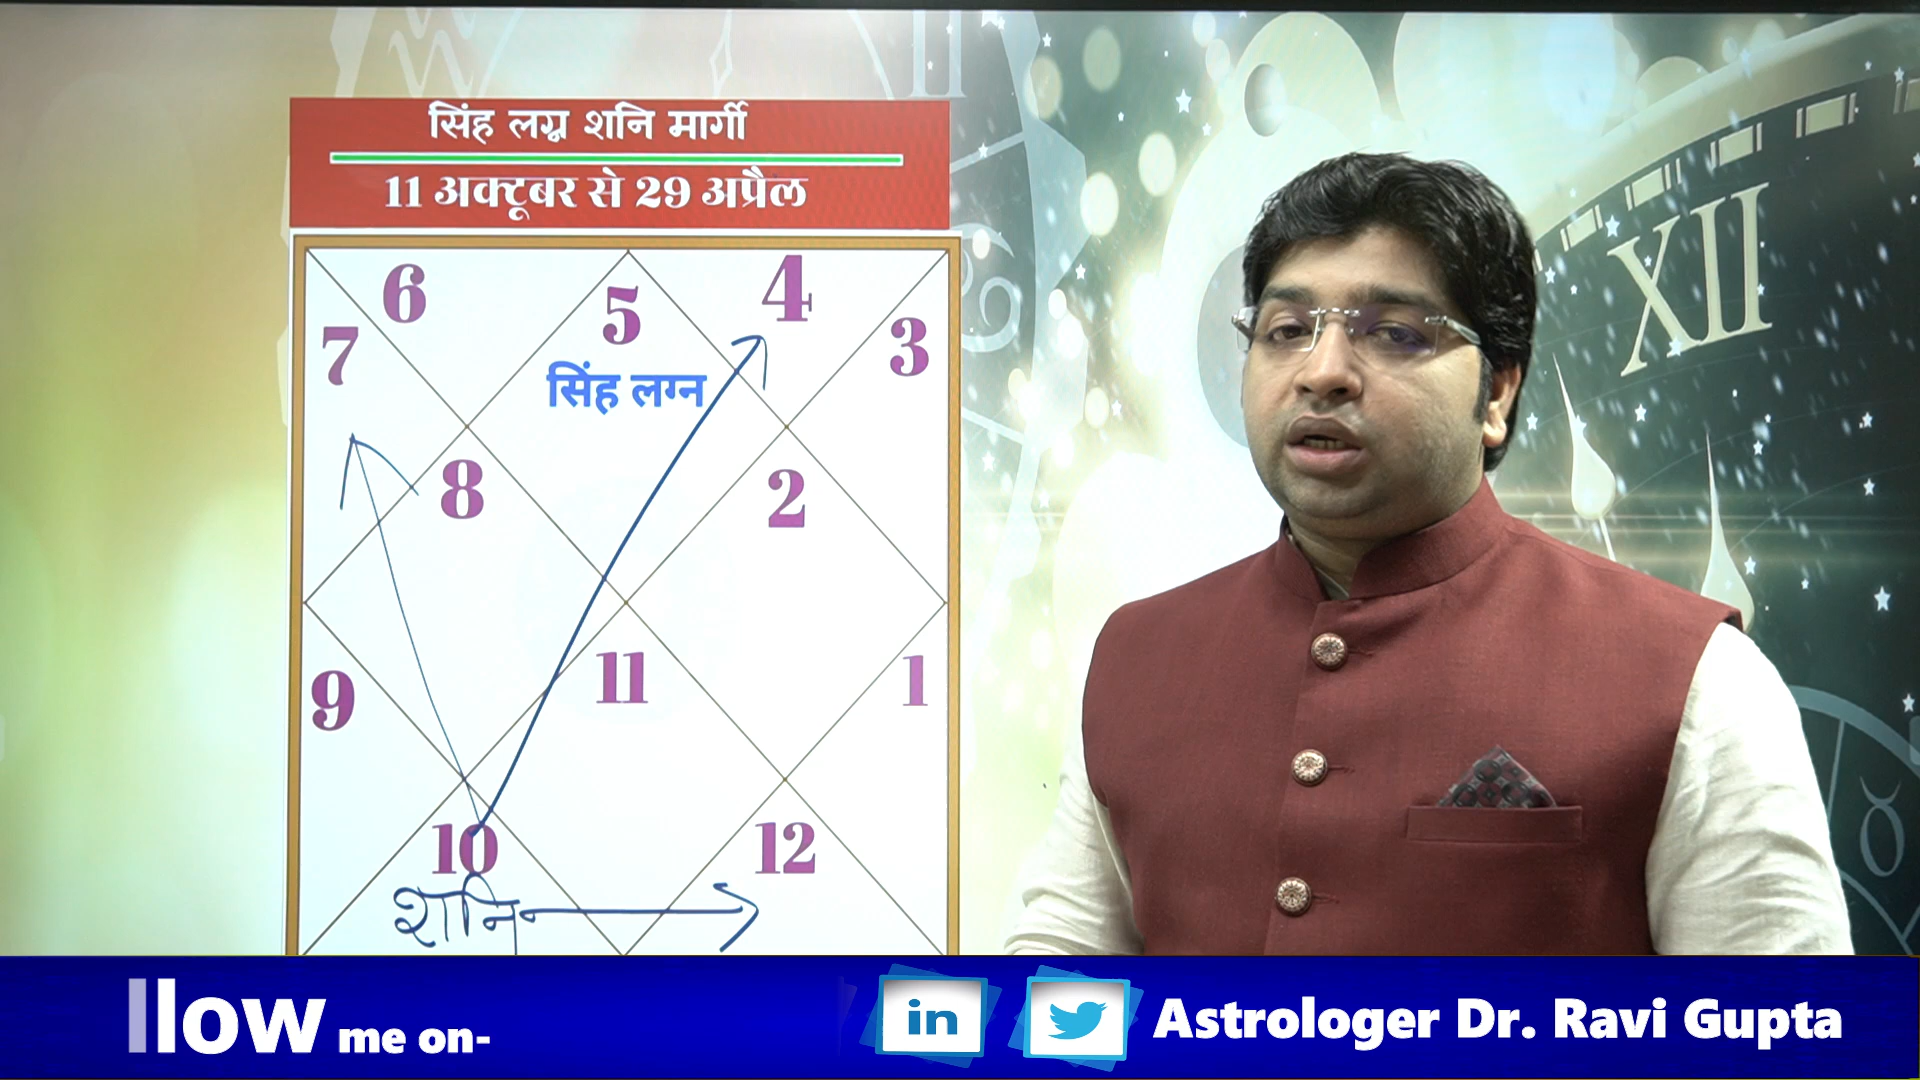 सिंह लग्न शनि मार्गी
11 अक्टूबर से 29 अप्रैल
6
5
4
7
3
सिंह लग्न
8
2
9
11
1
10
12
शनि
XII
llow me on-
in
Astrologer Dr. Ravi Gupta